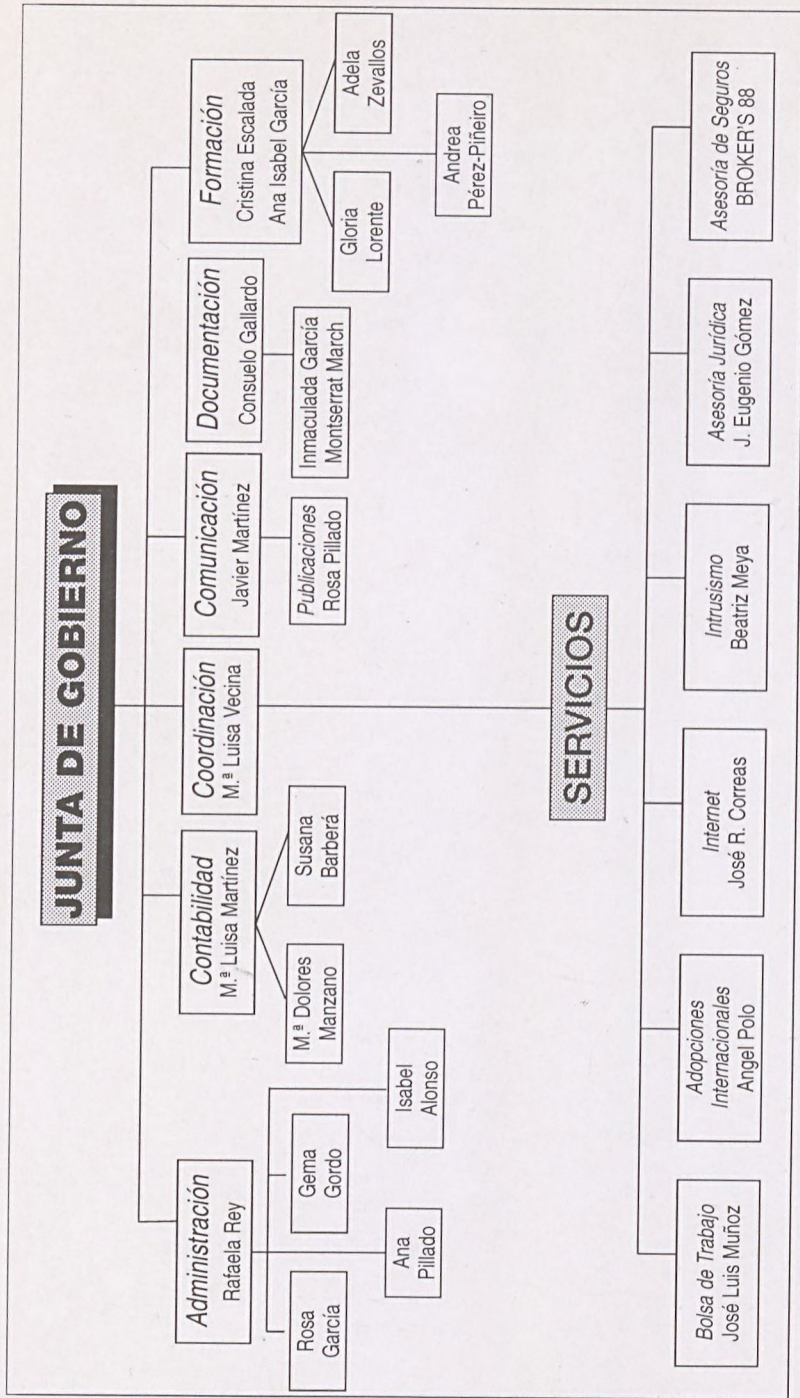 JUNTA DE GOBIERNO
Administración
Rafaela Rey
Rosa
García
Gema
Gordo
Ana
Pillado
Isabel
Alonso
Contabilidad
M.ª Luisa Martínez
M.ª Dolores
Manzano
Susana
Barberá
Coordinación
M.ª Luisa Vecina
Comunicación
Javier Martínez
Publicaciones
Rosa Pillado
Documentación
Consuelo Gallardo
Inmaculada García
Montserrat March
Formación
Cristina Escalada
Ana Isabel García
Gloria
Lorente
Adela
Zevallos
Andrea
Pérez-Piñeiro
SERVICIOS
Bolsa de Trabajo
José Luis Muñoz
Adopciones
Internacionales
Angel Polo
Internet
José R. Correas
Intrusismo
Beatriz Meya
Asesoría Jurídica
J. Eugenio Gómez
Asesoría de Seguros
BROKER'S 88